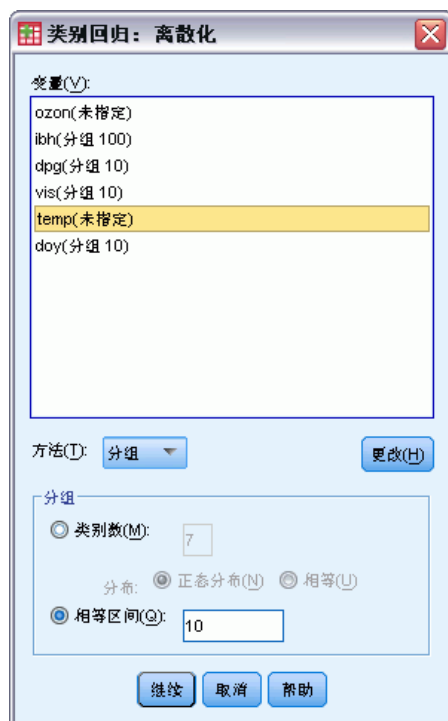 类别回归：离散化
变量(V):
ozon(未指定)
ibh(分组 100)
dpg(分组 10)
vis(分组 10)
temp(未指定)
doy(分组 10)
方法(T): 分组 更改(H)
分组
类别数(M): 7
分布: 正态分布(N) 相等(U)
相等区间(Q): 10
继续 取消 帮助